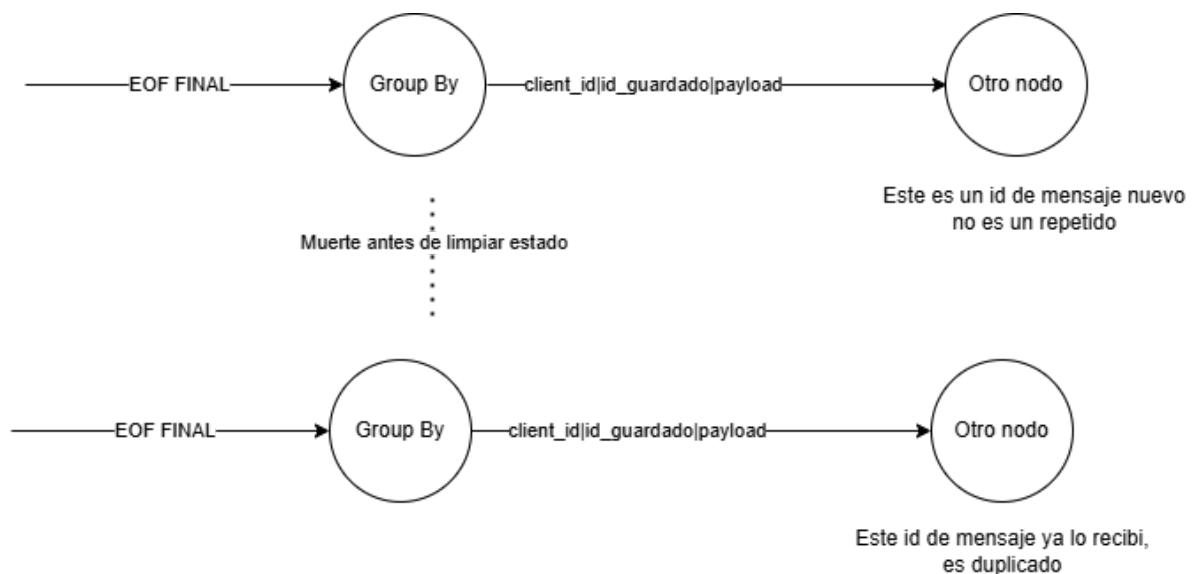 EOF FINAL
Group By
client_id|id_guardado|payload
Otro nodo
Este es un id de mensaje nuevo
no es un repetido
Muerte antes de limpiar estado
EOF FINAL
Group By
client_id|id_guardado|payload
Otro nodo
Este id de mensaje ya lo recibi,
es duplicado